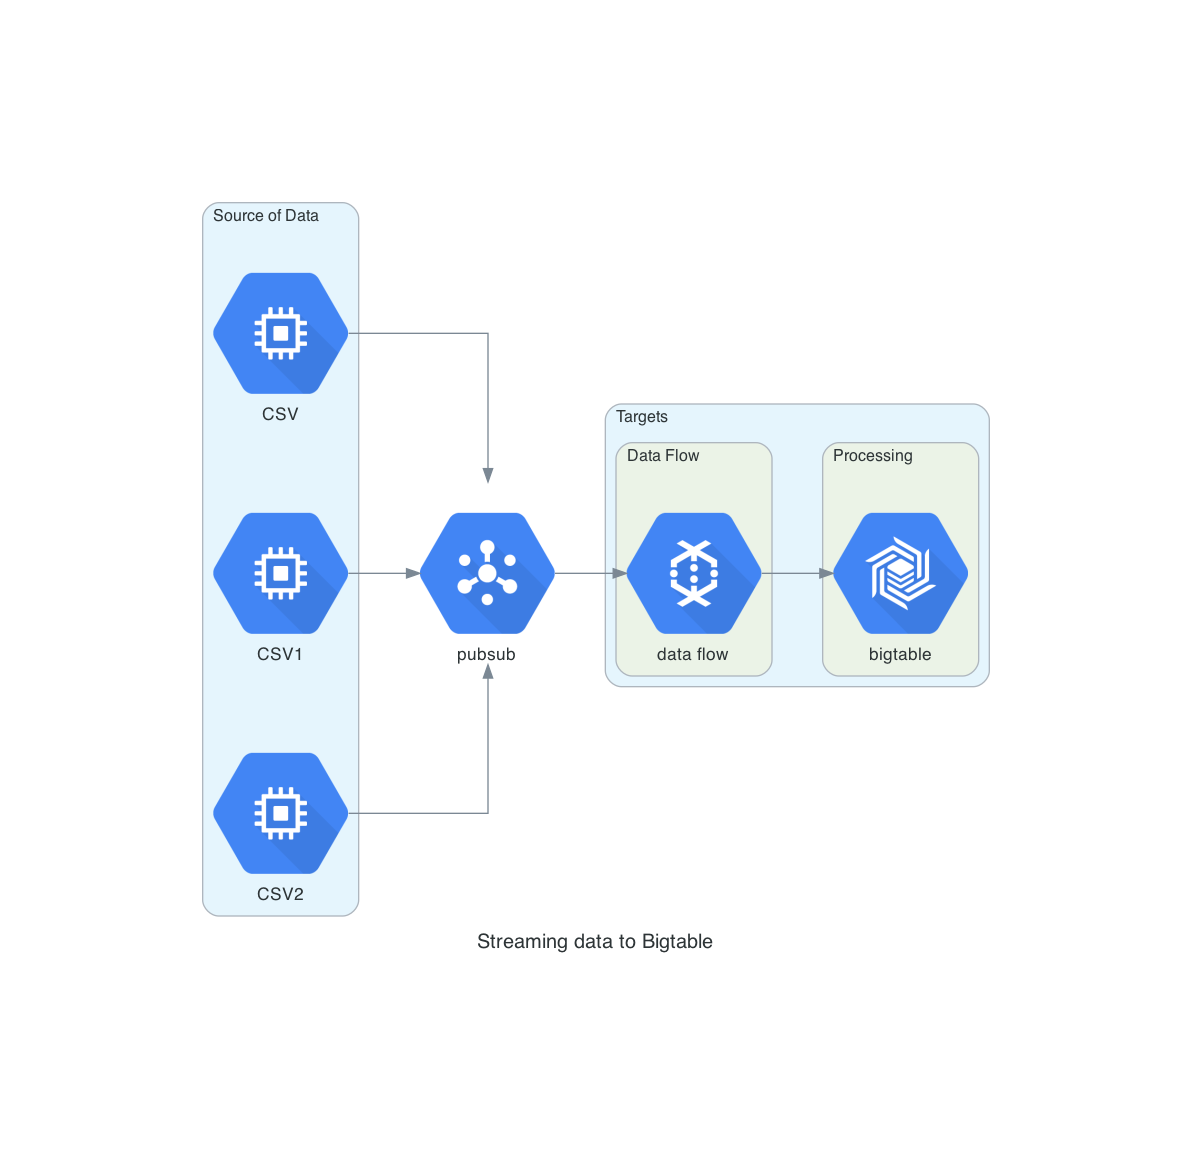 Source of Data
CSV
CSV1
CSV2
pubsub
Targets
Data Flow
data flow
Processing
bigtable
Streaming data to Bigtable